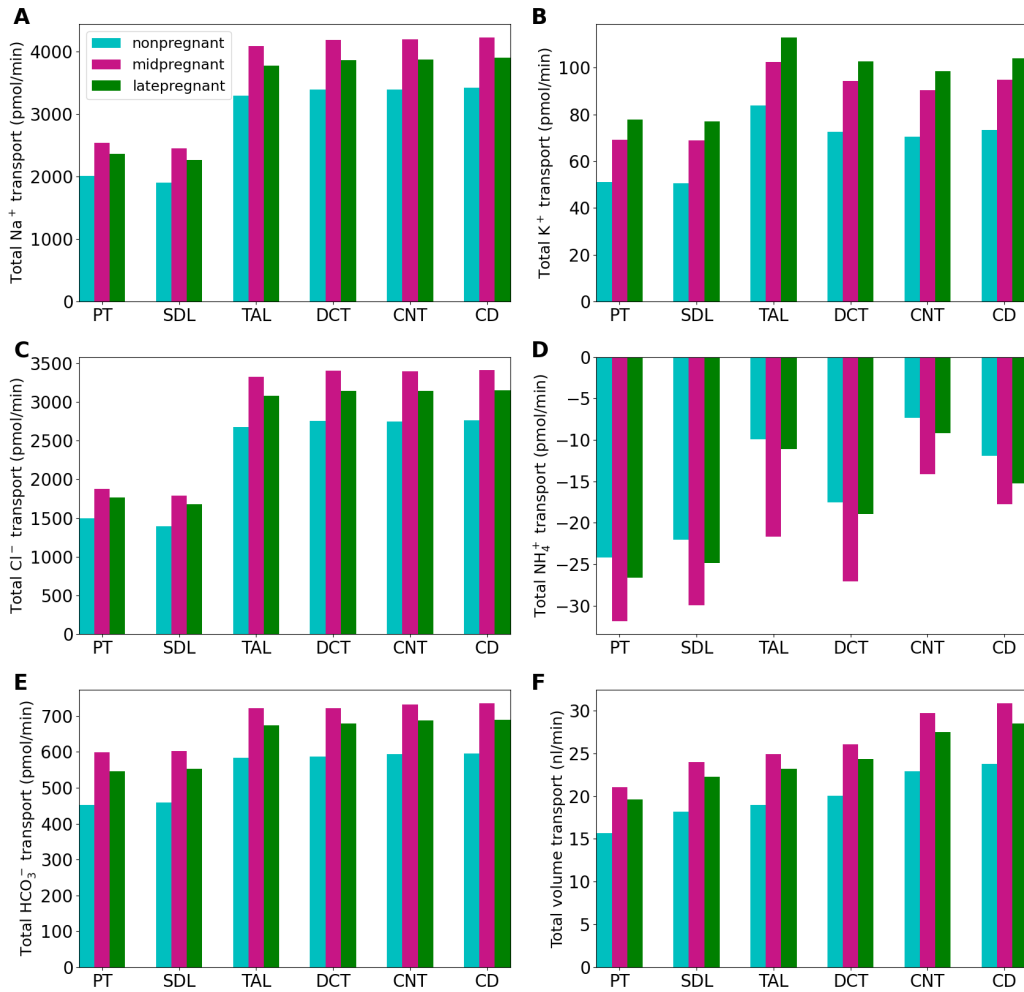 A
Total Na⁺ transport (pmol/min)
4000
3000
2000
1000
0
nonpregnant
midpregnant
latepregnant
PT SDL TAL DCT CNT CD
B
Total K⁺ transport (pmol/min)
100
80
60
40
20
0
PT SDL TAL DCT CNT CD
C
Total Cl⁻ transport (pmol/min)
3500
3000
2500
2000
1500
1000
500
0
PT SDL TAL DCT CNT CD
D
Total NH₄⁺ transport (pmol/min)
0
−5
−10
−15
−20
−25
−30
PT SDL TAL DCT CNT CD
E
Total HCO₃⁻ transport (pmol/min)
700
600
500
400
300
200
100
0
PT SDL TAL DCT CNT CD
F
Total volume transport (nl/min)
30
25
20
15
10
5
0
PT SDL TAL DCT CNT CD